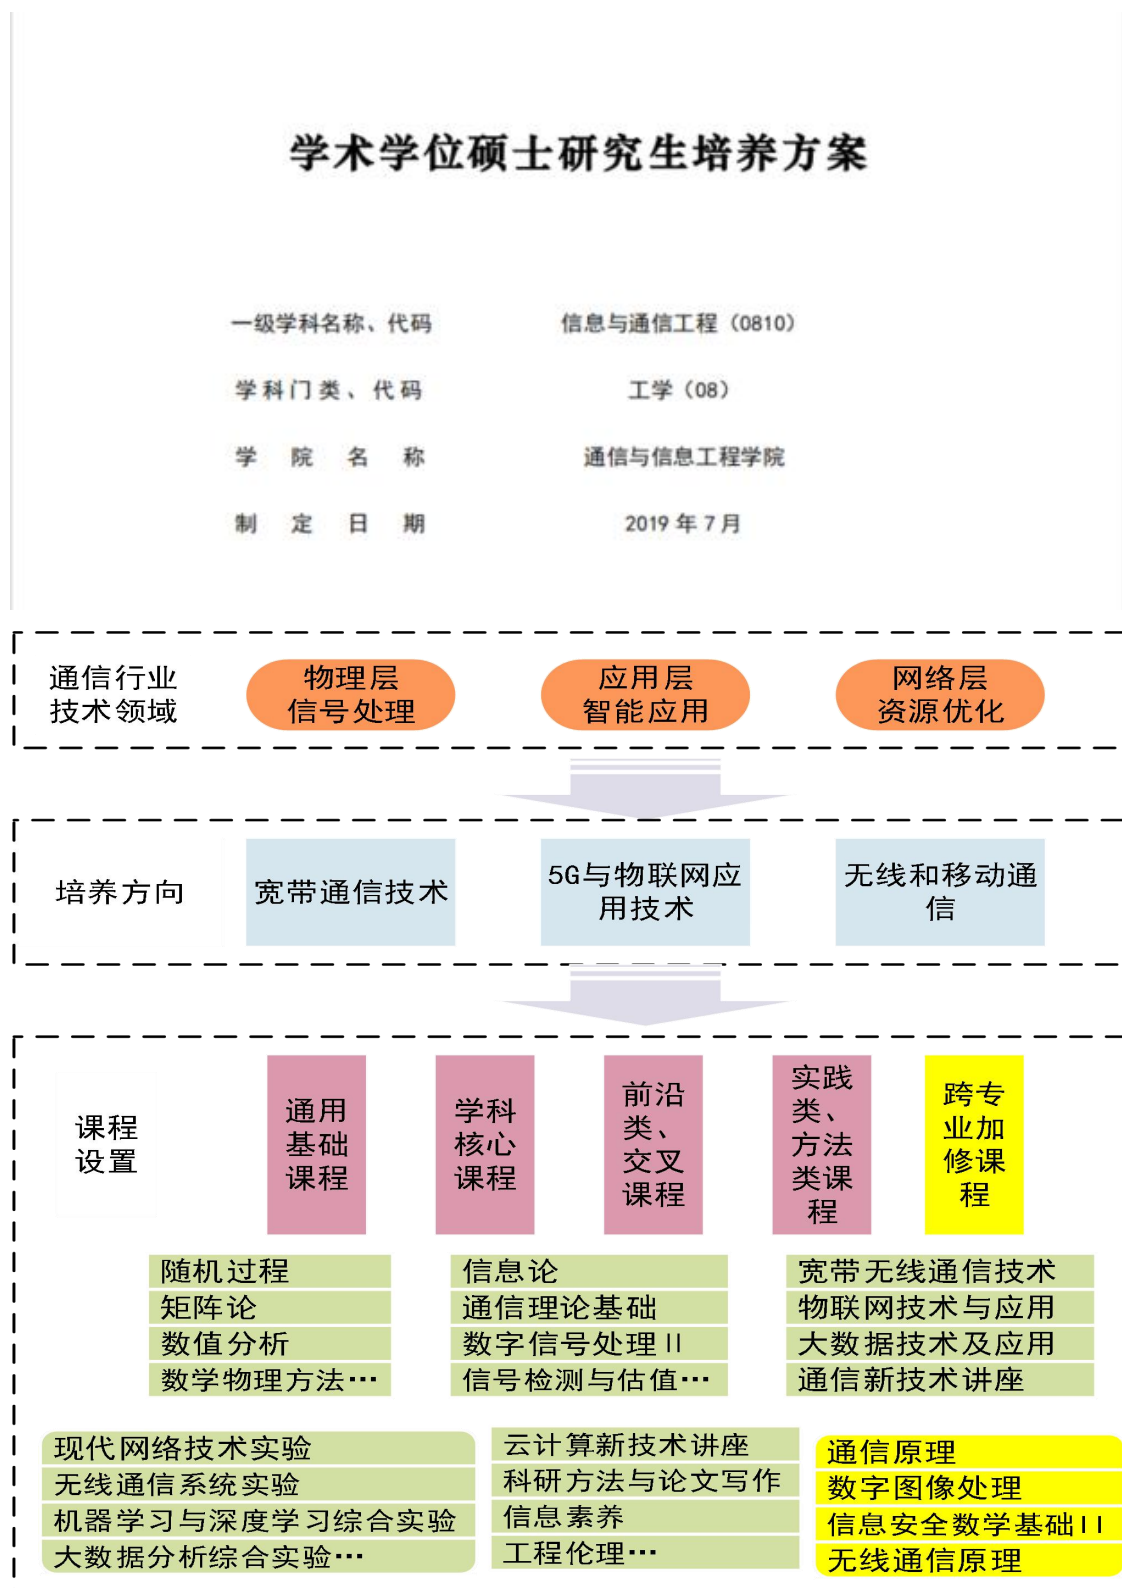 学术学位硕士研究生培养方案
一级学科名称、代码 信息与通信工程（0810）
学科门类、代码 工学（08）
学院名称 通信与信息工程学院
制定日期 2019 年 7 月
通信行业
技术领域
物理层
信号处理
应用层
智能应用
网络层
资源优化
培养方向
宽带通信技术
5G与物联网应
用技术
无线和移动通
信
课程
设置
通用
基础
课程
学科
核心
课程
前沿
类、
交叉
课程
实践
类、
方法
类课
程
跨专
业加
修课
程
随机过程
矩阵论
数值分析
数学物理方法…
信息论
通信理论基础
数字信号处理Ⅱ
信号检测与估值…
宽带无线通信技术
物联网技术与应用
大数据技术及应用
通信新技术讲座
现代网络技术实验
无线通信系统实验
机器学习与深度学习综合实验
大数据分析综合实验…
云计算新技术讲座
科研方法与论文写作
信息素养
工程伦理…
通信原理
数字图像处理
信息安全数学基础II
无线通信原理